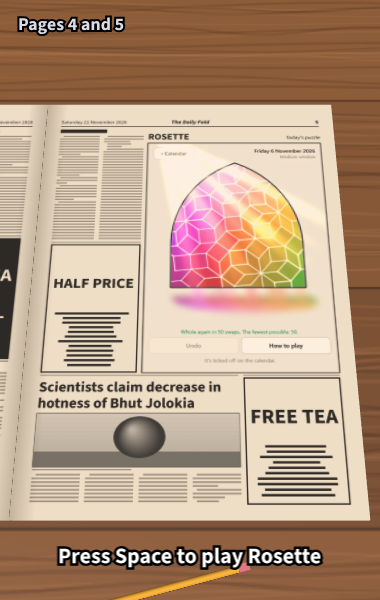 Pages 4 and 5
November 2026
Saturday 21 November 2026
The Daily Fold
5
ROSETTE
today's puzzle
‹ Calendar
Friday 6 November 2026
Medium window
HALF PRICE
Whole again in 50 swaps. The fewest possible: 50.
Undo
How to play
It's ticked off on the calendar.
Scientists claim decrease in
hotness of Bhut Jolokia
FREE TEA
Press Space to play Rosette